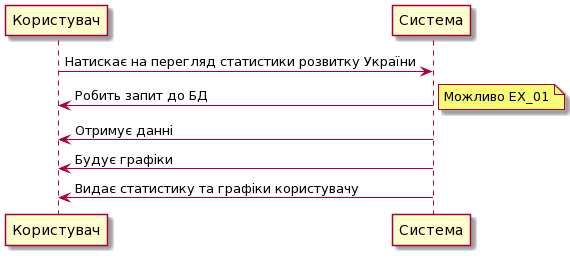 Користувач
Система
Натискає на перегляд статистики розвитку України
Робить запит до БД
Можливо EX_01
Отримує данні
Будує графіки
Видає статистику та графіки користувачу
Користувач
Система